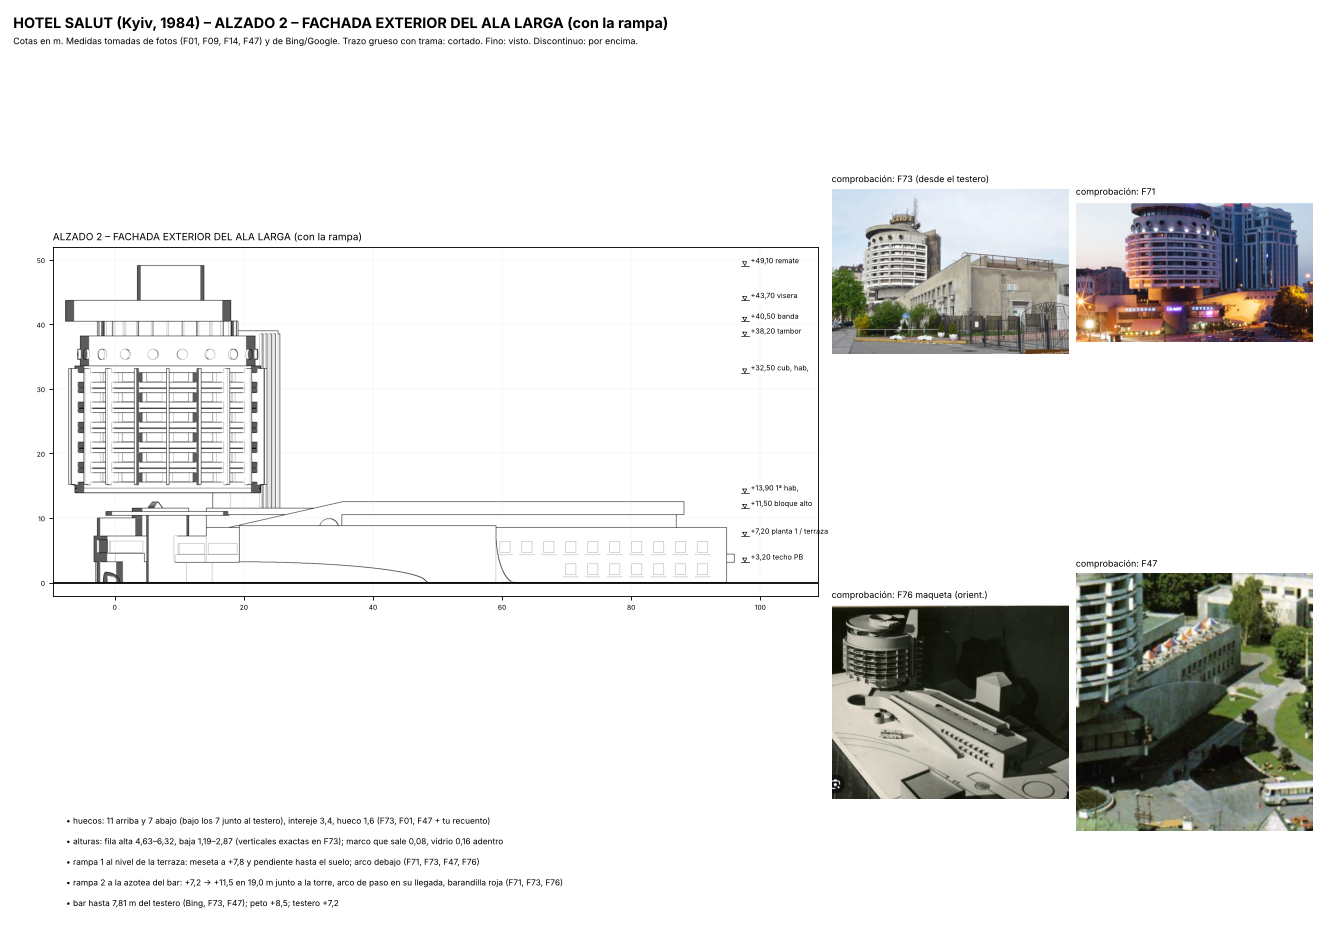 HOTEL SALUT (Kyiv, 1984) – ALZADO 2 – FACHADA EXTERIOR DEL ALA LARGA (con la rampa)
Cotas en m. Medidas tomadas de fotos (F01, F09, F14, F47) y de Bing/Google. Trazo grueso con trama: cortado. Fino: visto. Discontinuo: por encima.
comprobación: F73 (desde el testero)
comprobación: F71
ALZADO 2 – FACHADA EXTERIOR DEL ALA LARGA (con la rampa)
50
40
30
20
10
0
0
20
40
60
80
100
+49,10 remate
+43,70 visera
+40,50 banda
+38,20 tambor
+32,50 cub, hab,
+13,90 1ª hab,
+11,50 bloque alto
+7,20 planta 1 / terraza
+3,20 techo PB
comprobación: F47
comprobación: F76 maqueta (orient.)
• huecos: 11 arriba y 7 abajo (bajo los 7 junto al testero), intereje 3,4, hueco 1,6 (F73, F01, F47 + tu recuento)
• alturas: fila alta 4,63–6,32, baja 1,19–2,87 (verticales exactas en F73); marco que sale 0,08, vidrio 0,16 adentro
• rampa 1 al nivel de la terraza: meseta a +7,8 y pendiente hasta el suelo; arco debajo (F71, F73, F47, F76)
• rampa 2 a la azotea del bar: +7,2 → +11,5 en 19,0 m junto a la torre, arco de paso en su llegada, barandilla roja (F71, F73, F76)
• bar hasta 7,81 m del testero (Bing, F73, F47); peto +8,5; testero +7,2